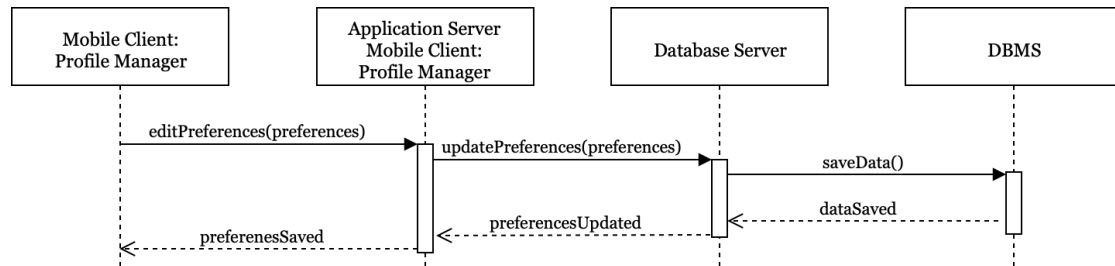 Mobile Client:
Profile Manager
Application Server
Mobile Client:
Profile Manager
Database Server
DBMS
editPreferences(preferences)
updatePreferences(preferences)
saveData()
dataSaved
preferencesUpdated
preferenesSaved